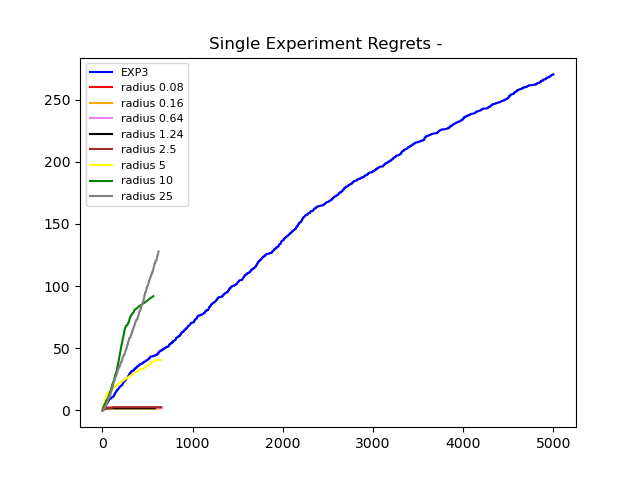 Single Experiment Regrets -
EXP3
radius 0.08
radius 0.16
radius 0.64
radius 1.24
radius 2.5
radius 5
radius 10
radius 25
250
200
150
100
50
0
0 1000 2000 3000 4000 5000